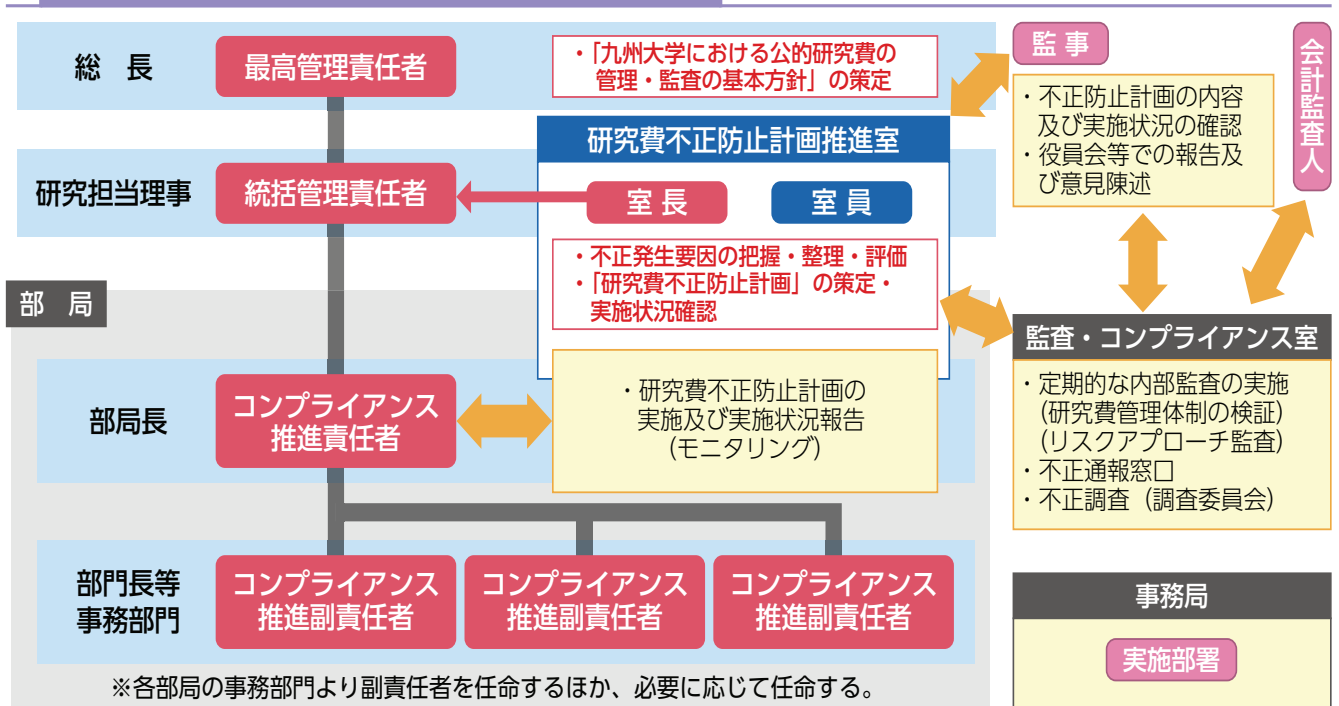 総 長
最高管理責任者
・「九州大学における公的研究費の
管理・監査の基本方針」の策定
監 事
・不正防止計画の内容
及び実施状況の確認
・役員会等での報告及
び意見陳述
会計監査人
研究費不正防止計画推進室
研究担当理事
統括管理責任者
室 長
室 員
・不正発生要因の把握・整理・評価
・「研究費不正防止計画」の策定・
実施状況確認
部 局
部局長
コンプライアンス
推進責任者
・研究費不正防止計画の
実施及び実施状況報告
(モニタリング)
監査・コンプライアンス室
・定期的な内部監査の実施
(研究費管理体制の検証)
(リスクアプローチ監査)
・不正通報窓口
・不正調査（調査委員会）
部門長等
事務部門
コンプライアンス
推進副責任者
コンプライアンス
推進副責任者
コンプライアンス
推進副責任者
※各部局の事務部門より副責任者を任命するほか、必要に応じて任命する。
事務局
実施部署